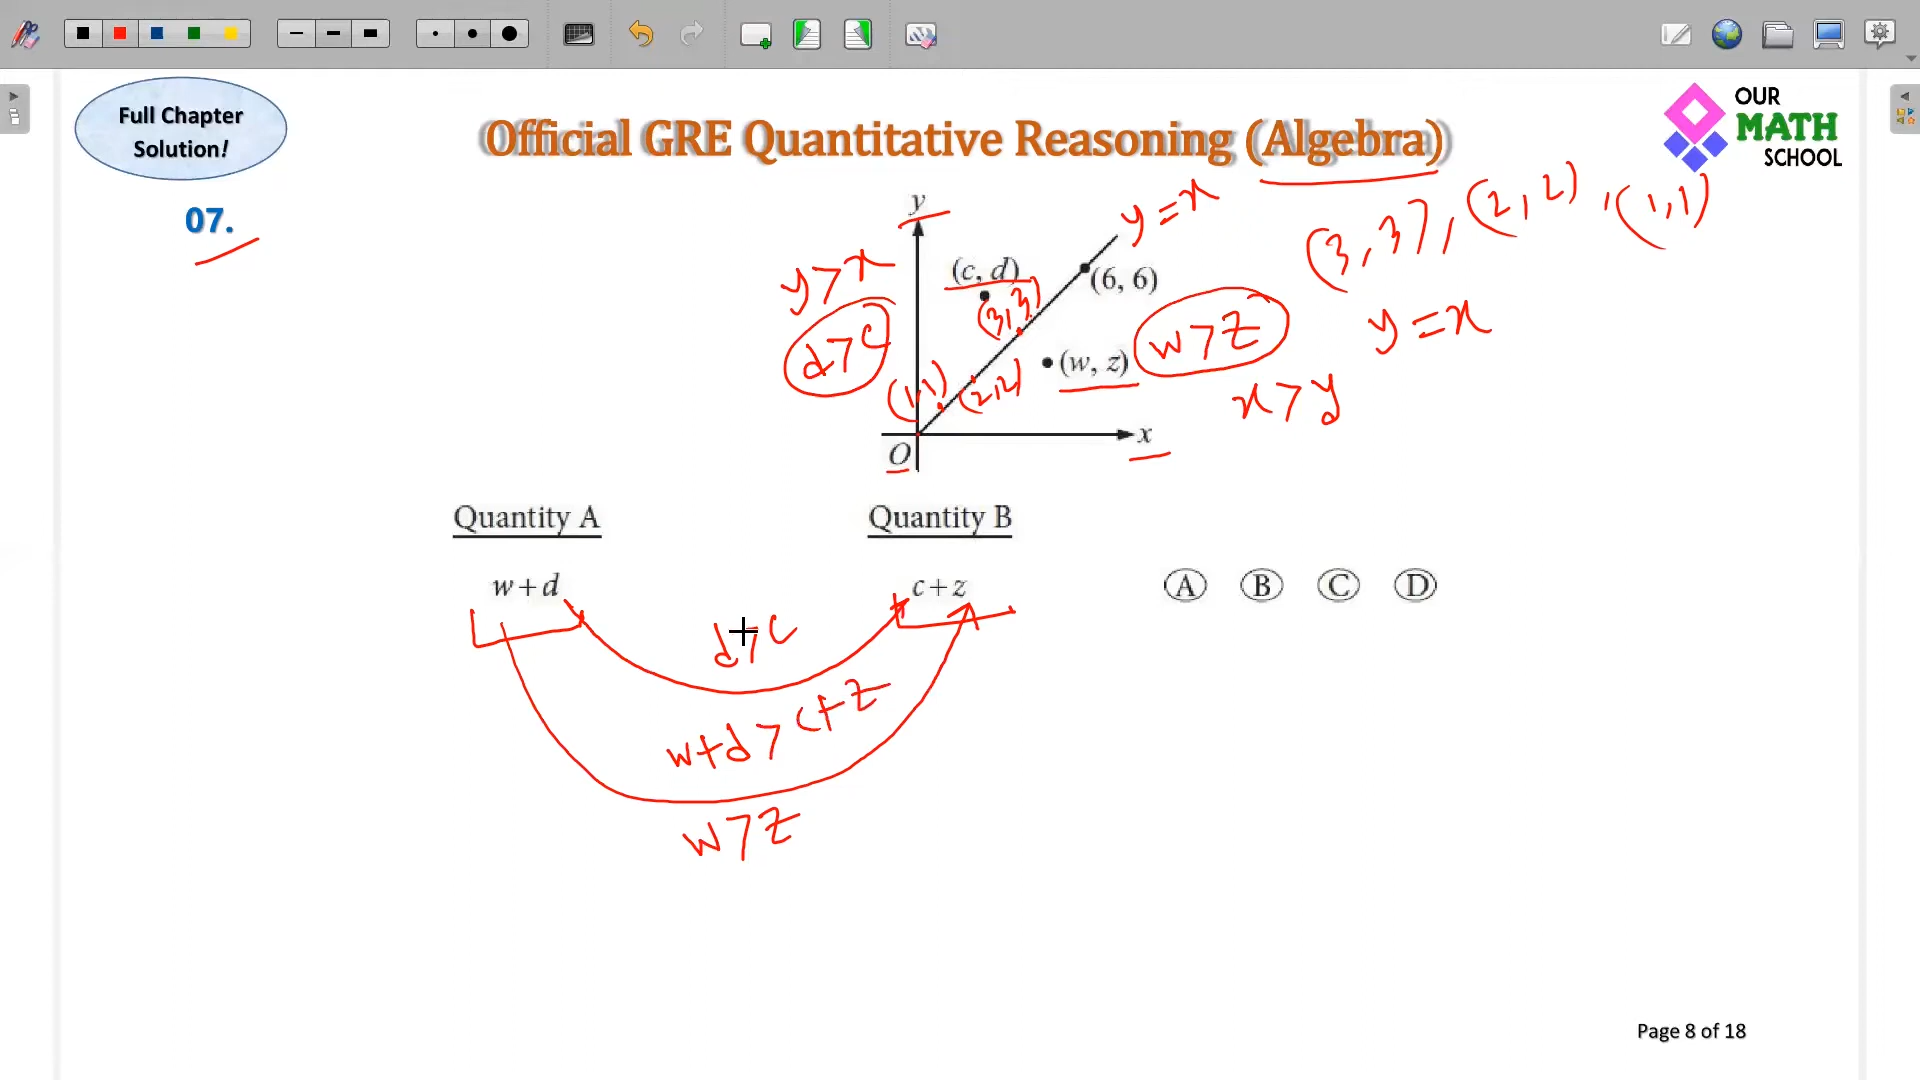 Full Chapter
Solution!
Official GRE Quantitative Reasoning (Algebra)
OUR
MATH
SCHOOL
07.
y
y = x
(3, 3), (2, 2), (1, 1)
y > x
(c, d)
(6, 6)
(3, 3)
d > c
w > z
y = x
(w, z)
(1, 1)
(2, 2)
x > y
O
x
Quantity A
Quantity B
w + d
c + z
A B C D
d > c
w + d > c + z
w > z
Page 8 of 18